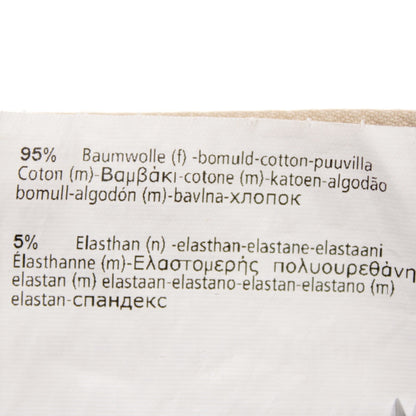 95% Baumwolle (f) -bomuld-cotton-puuvilla
Coton (m)-Βαμβάκι-cotone (m)-katoen-algodão
bomull-algodón (m)-bavlna-хлопок
5% Elasthan (n) -elasthan-elastane-elastaani
Élasthanne (m)-Ελαστομερής πολυουρεθάνη
elastan (m) elastaan-elastano-elastan-elastano (m)
elastan-спандекс